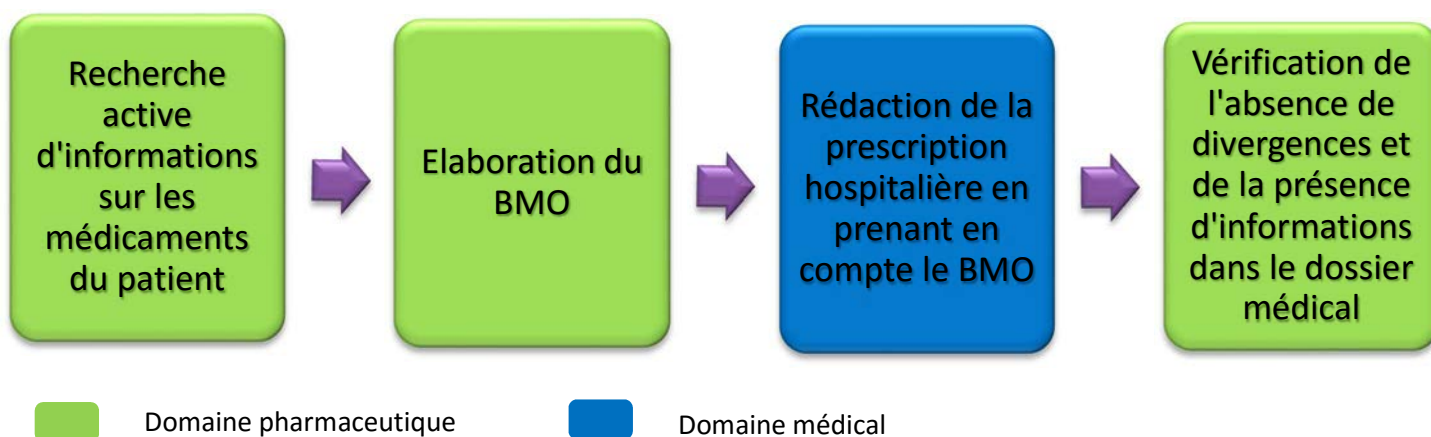 Recherche
active
d'informations
sur les
médicaments
du patient
Elaboration du
BMO
Rédaction de la
prescription
hospitalière en
prenant en
compte le BMO
Vérification de
l'absence de
divergences et
de la présence
d'informations
dans le dossier
médical
Domaine pharmaceutique
Domaine médical